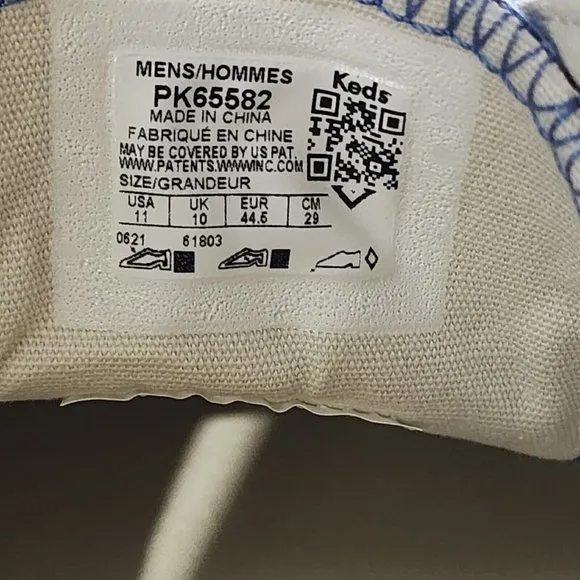 MENS/HOMMES
Keds
PK65582
MADE IN CHINA
FABRIQUÉ EN CHINE
MAY BE COVERED BY US PAT.
WWW.PATENTS.WWWINC.COM
SIZE/GRANDEUR
USA UK EUR CM
11 10 44.5 29
0621 61803